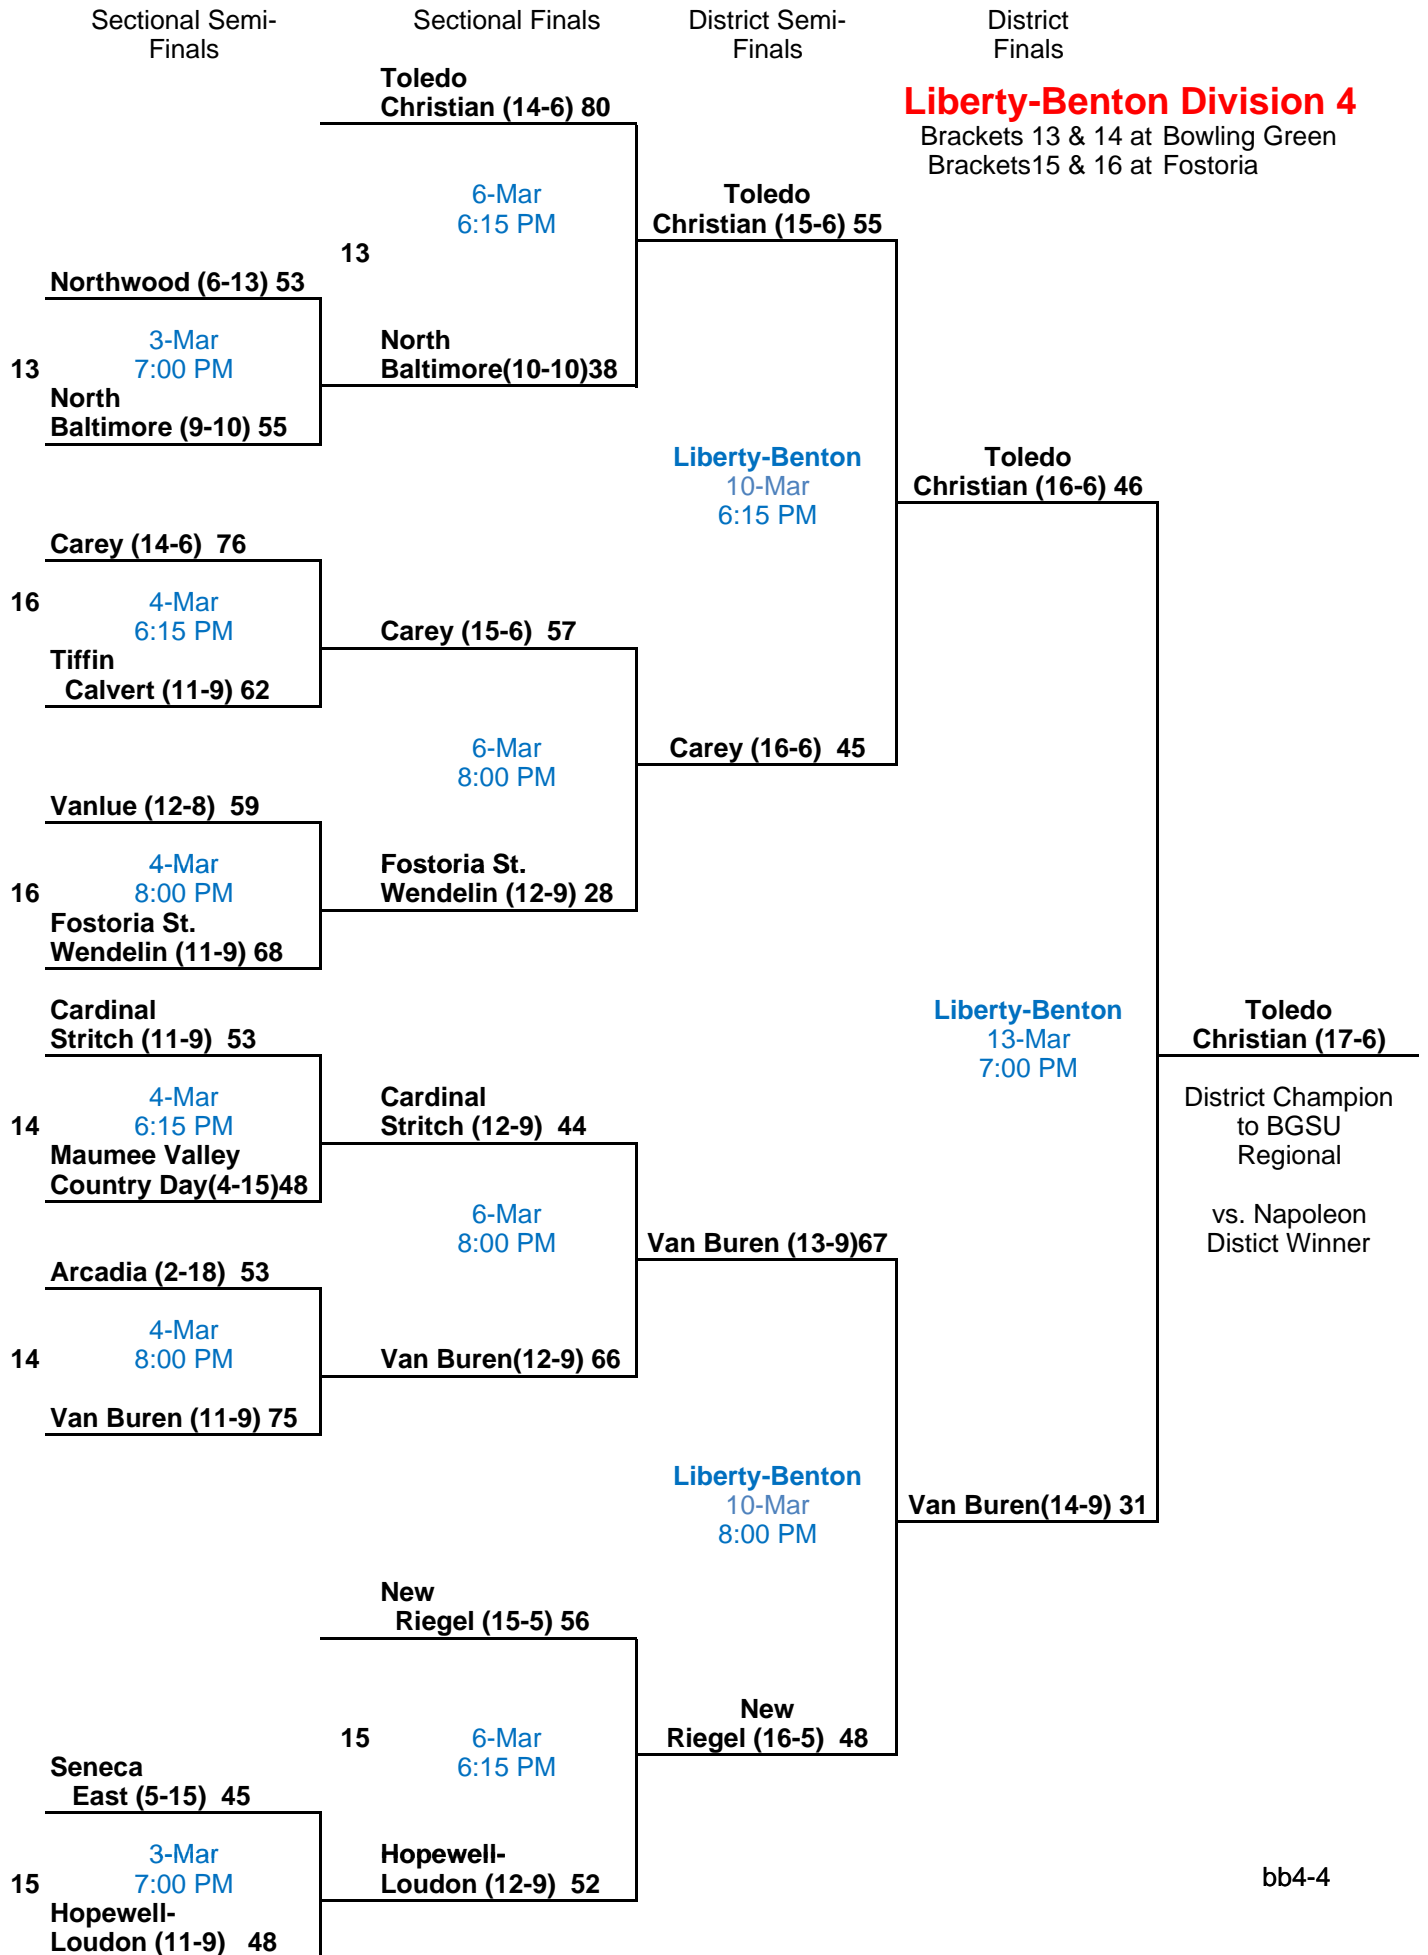 Sectional Semi-
Finals
Sectional Finals
District Semi-
Finals
District
Finals
Liberty-Benton Division 4
Brackets 13 & 14 at Bowling Green
Brackets15 & 16 at Fostoria
Toledo
Christian (14-6) 80
6-Mar
6:15 PM
13
Toledo
Christian (15-6) 55
Northwood (6-13) 53
3-Mar
13 7:00 PM
North
Baltimore (9-10) 55
North
Baltimore(10-10)38
Liberty-Benton
10-Mar
6:15 PM
Toledo
Christian (16-6) 46
Carey (14-6) 76
16 4-Mar
6:15 PM
Tiffin
Calvert (11-9) 62
Carey (15-6) 57
6-Mar
8:00 PM
Carey (16-6) 45
Vanlue (12-8) 59
4-Mar
16 8:00 PM
Fostoria St.
Wendelin (11-9) 68
Fostoria St.
Wendelin (12-9) 28
Cardinal
Stritch (11-9) 53
4-Mar
14 6:15 PM
Maumee Valley
Country Day(4-15)48
Cardinal
Stritch (12-9) 44
Liberty-Benton
13-Mar
7:00 PM
Toledo
Christian (17-6)
District Champion
to BGSU
Regional
vs. Napoleon
Distict Winner
6-Mar
8:00 PM
Van Buren (13-9)67
Arcadia (2-18) 53
4-Mar
14 8:00 PM
Van Buren (11-9) 75
Van Buren(12-9) 66
Liberty-Benton
10-Mar
8:00 PM
Van Buren(14-9) 31
New
Riegel (15-5) 56
15 6-Mar
6:15 PM
New
Riegel (16-5) 48
Seneca
East (5-15) 45
3-Mar
15 7:00 PM
Hopewell-
Loudon (11-9) 48
Hopewell-
Loudon (12-9) 52
bb4-4